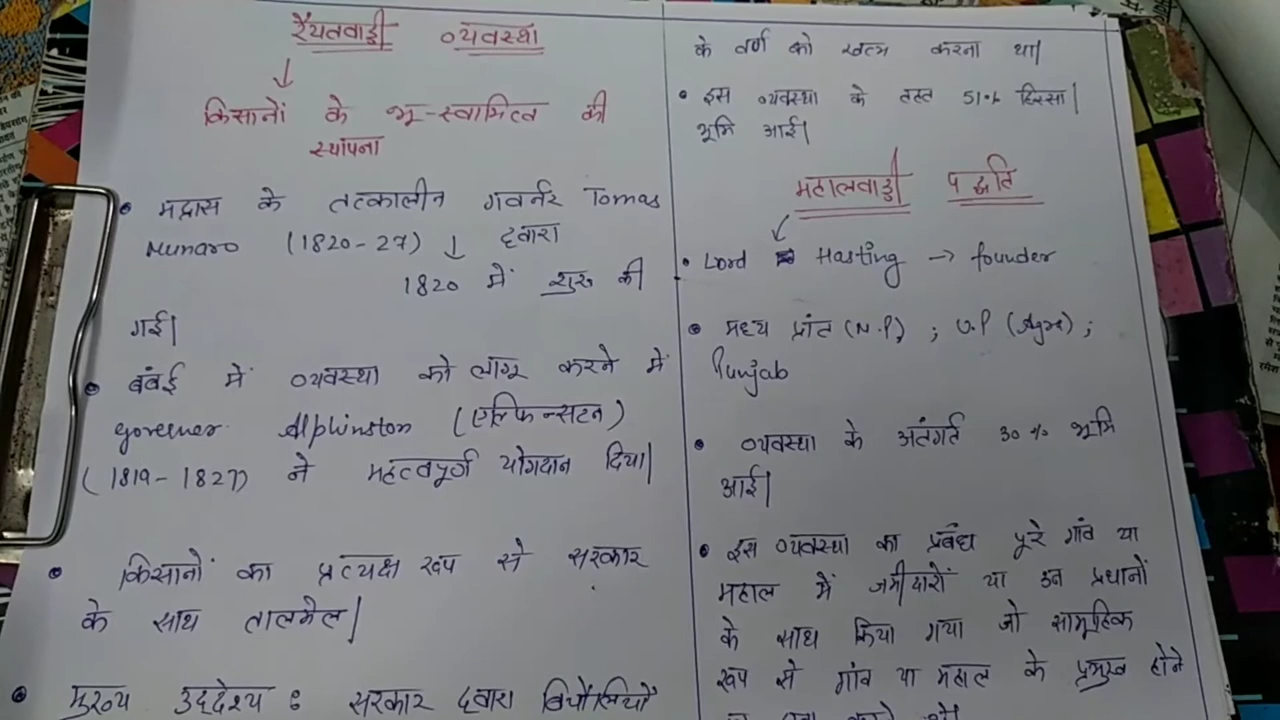 रैयतवाड़ी व्यवस्था
↓
किसानों के भू-स्वामित्व की
स्थापना
• मद्रास के तत्कालीन गवर्नर Tomas
Munaro (1820-27) ↓ द्वारा
1820 में शुरू की
गई।
• बंबई में व्यवस्था को लागू करने में
governer Alphinston (एलफिन्सटन)
(1819-1827) ने महत्वपूर्ण योगदान दिया।
• किसानों का प्रत्यक्ष रूप से सरकार
के साथ तालमेल।
• मुख्य उद्देश्य : सरकार द्वारा बिचौलियों
के वर्ग को खत्म करना था।
• इस व्यवस्था के तहत 51% हिस्सा।
भूमि आई।
महालवाड़ी पद्धति
↓
• Lord Hasting → founder
• मध्य प्रांत (N.P) ; U.P (Agra) ;
Punjab
• व्यवस्था के अंतर्गत 30% भूमि
आई।
• इस व्यवस्था का प्रबंध पूरे गांव या
महाल में जमींदारों या उन प्रधानों
के साथ किया गया जो सामूहिक
रूप से गांव या महाल के प्रमुख होने